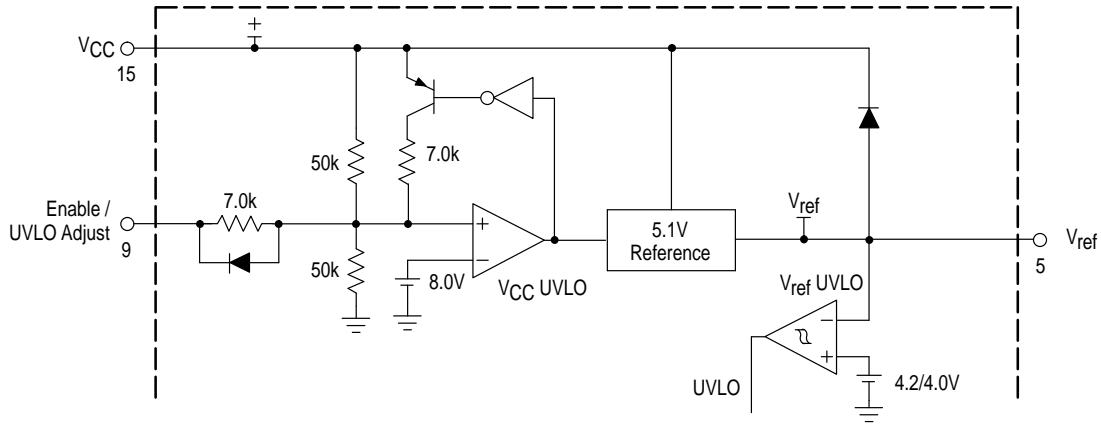 +
VCC
15
50k
7.0k
Enable /
UVLO Adjust
9
7.0k
50k
+
–
8.0V
VCC UVLO
5.1V
Reference
Vref
Vref
5
Vref UVLO
–
+
4.2/4.0V
UVLO